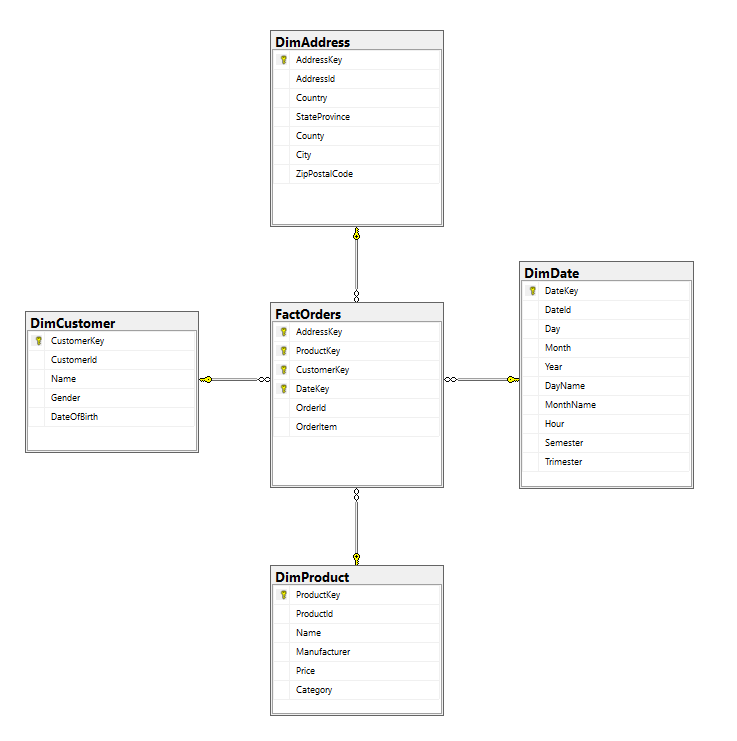 DimAddress
AddressKey
AddressId
Country
StateProvince
County
City
ZipPostalCode
DimCustomer
CustomerKey
CustomerId
Name
Gender
DateOfBirth
FactOrders
AddressKey
ProductKey
CustomerKey
DateKey
OrderId
OrderItem
DimDate
DateKey
DateId
Day
Month
Year
DayName
MonthName
Hour
Semester
Trimester
DimProduct
ProductKey
ProductId
Name
Manufacturer
Price
Category